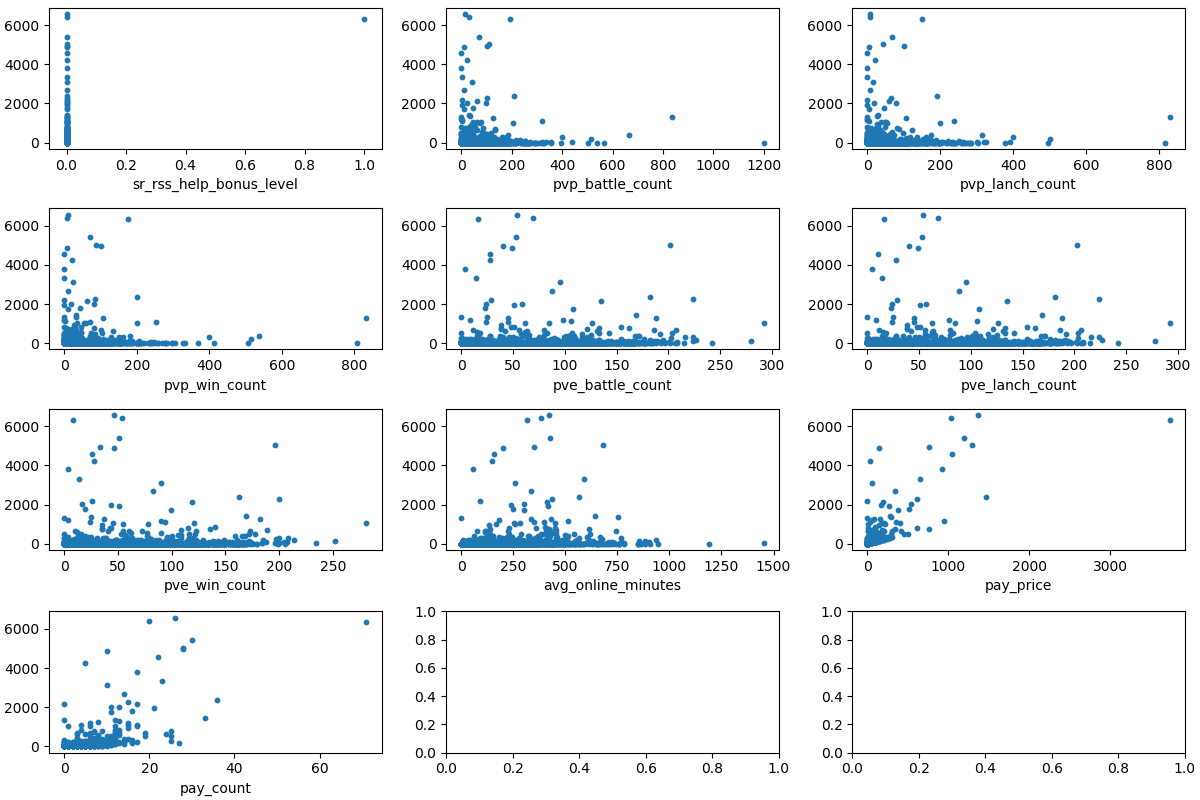 6000
4000
2000
0
0.0 0.2 0.4 0.6 0.8 1.0
sr_rss_help_bonus_level
6000
4000
2000
0
0 200 400 600 800 1000 1200
pvp_battle_count
6000
4000
2000
0
0 200 400 600 800
pvp_lanch_count
6000
4000
2000
0
0 200 400 600 800
pvp_win_count
6000
4000
2000
0
0 50 100 150 200 250 300
pve_battle_count
6000
4000
2000
0
0 50 100 150 200 250 300
pve_lanch_count
6000
4000
2000
0
0 50 100 150 200 250
pve_win_count
6000
4000
2000
0
0 250 500 750 1000 1250 1500
avg_online_minutes
6000
4000
2000
0
0 1000 2000 3000
pay_price
6000
4000
2000
0
0 20 40 60
pay_count
1.0
0.8
0.6
0.4
0.2
0.0
0.0 0.2 0.4 0.6 0.8 1.0
1.0
0.8
0.6
0.4
0.2
0.0
0.0 0.2 0.4 0.6 0.8 1.0